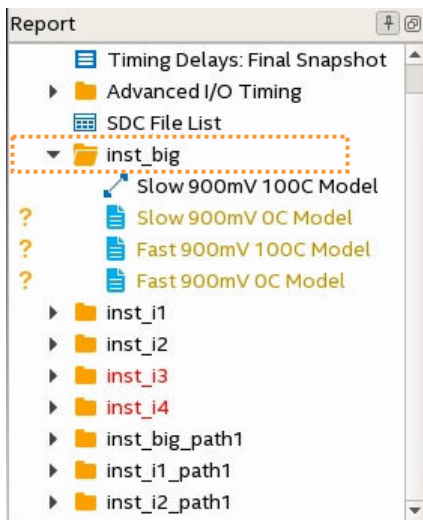 Report
Timing Delays: Final Snapshot
Advanced I/O Timing
SDC File List
inst_big
Slow 900mV 100C Model
? Slow 900mV 0C Model
? Fast 900mV 100C Model
? Fast 900mV 0C Model
inst_i1
inst_i2
inst_i3
inst_i4
inst_big_path1
inst_i1_path1
inst_i2_path1